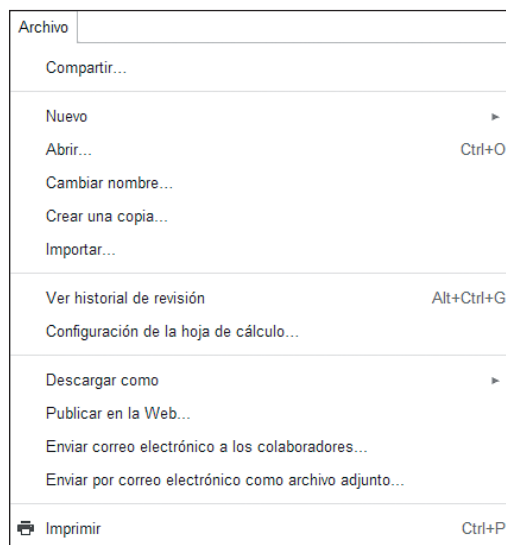 Archivo
Compartir...
Nuevo ►
Abrir... Ctrl+O
Cambiar nombre...
Crear una copia...
Importar...
Ver historial de revisión Alt+Ctrl+G
Configuración de la hoja de cálculo...
Descargar como ►
Publicar en la Web...
Enviar correo electrónico a los colaboradores...
Enviar por correo electrónico como archivo adjunto...
Imprimir Ctrl+P